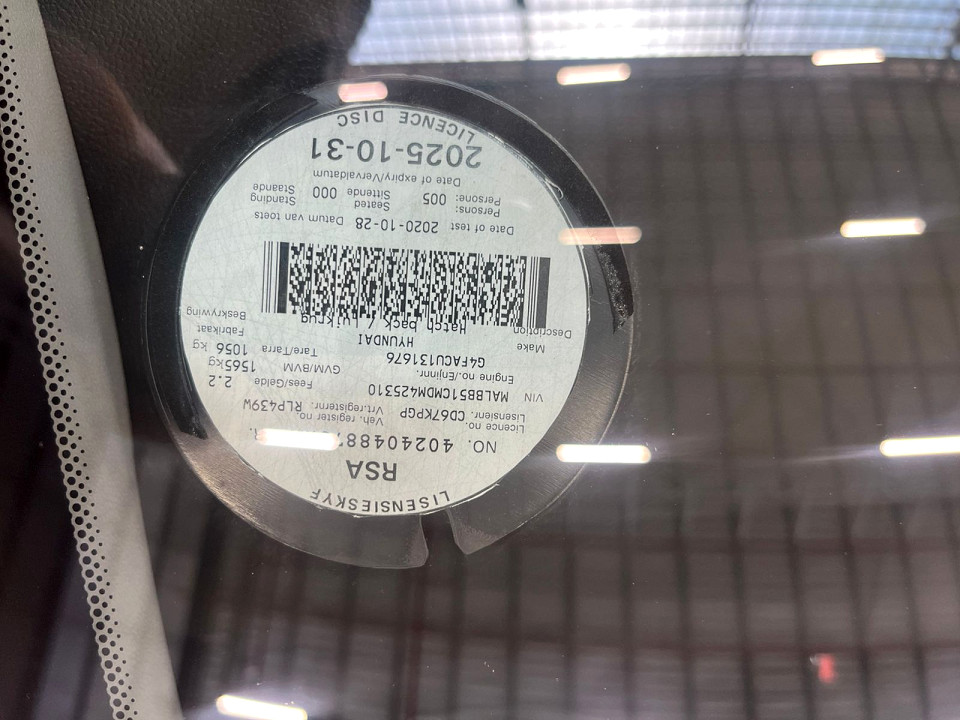 LISENSIESKYF
RSA
NO. 40240488
Licence no. Lisensienr. CD67KPGP Veh. register no. Vrt.registernr. RLP439W
VIN MALBB51CMDM425310
Engine no./Enjinnr. G4FACU131676 Fees/Gelde 2.2
Make HYUNDAI GVM/BVM 1565kg
Fabrikaat Tare/Tarra 1056 kg
Description Hatch back / Luikrug Beskrywing
Date of test 2020-10-28 Datum van toets
Persons: Persone: 005 Seated Sittende 000 Standing Staande
Date of expiry/Vervaldatum
2025-10-31
LICENCE DISC